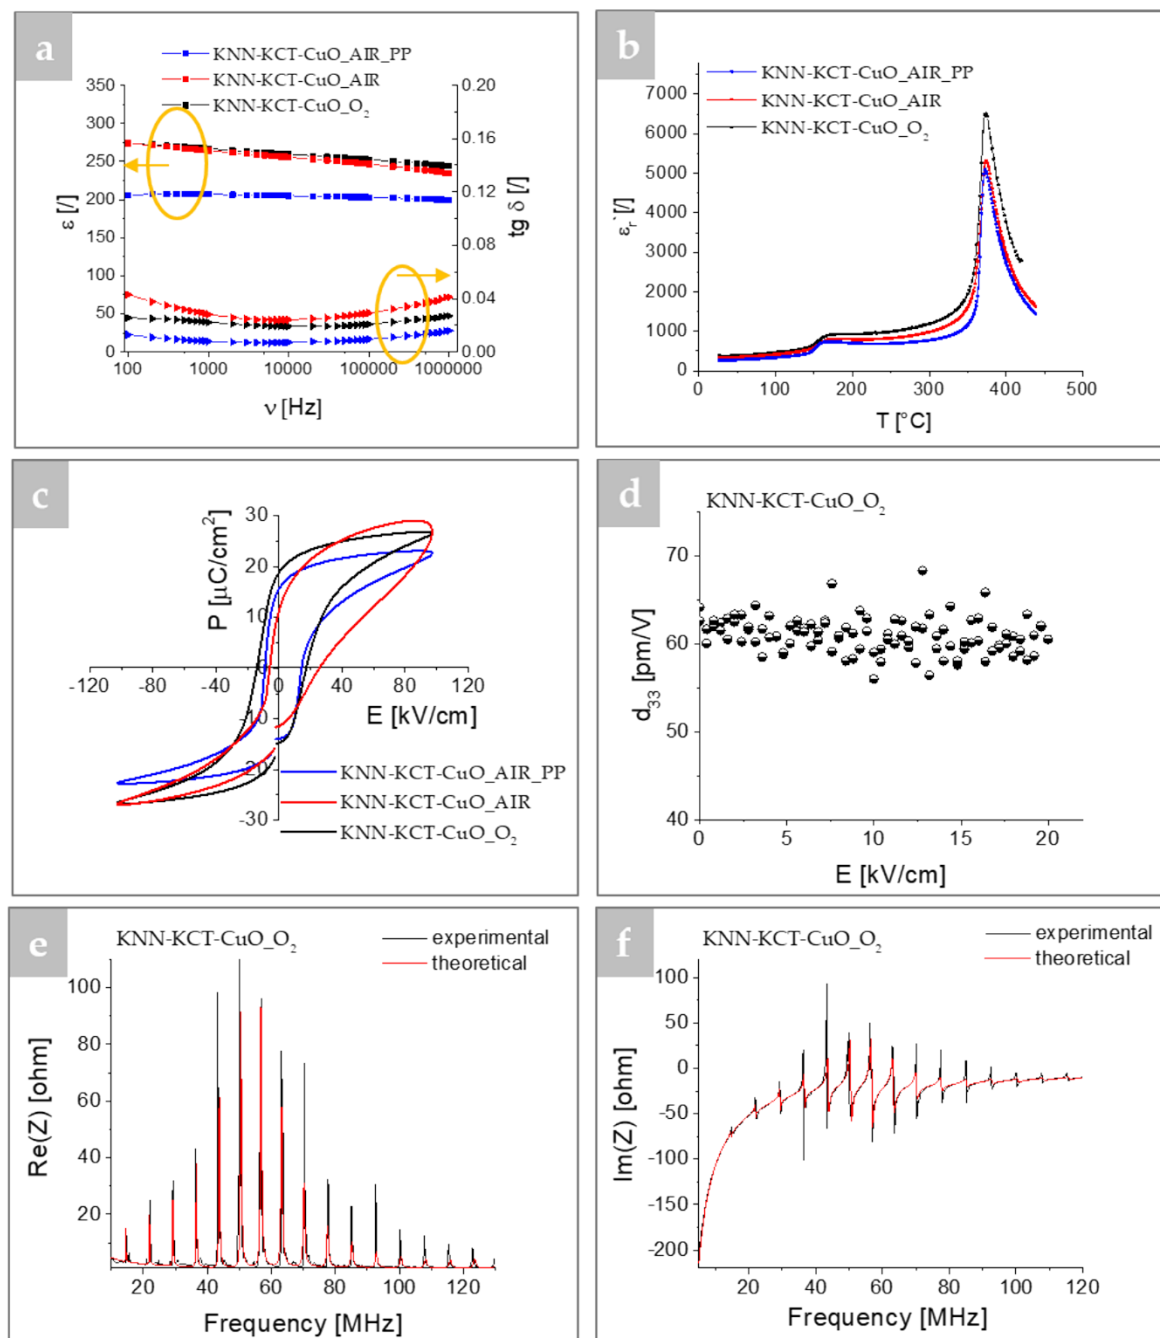 a
KNN-KCT-CuO_AIR_PP
KNN-KCT-CuO_AIR
KNN-KCT-CuO_O₂
350
300
250
200
150
100
50
0
ε [/]
0.20
0.16
0.12
0.08
0.04
0.00
tg δ [/]
100 1000 10000 100000 1000000
ν [Hz]
b
KNN-KCT-CuO_AIR_PP
KNN-KCT-CuO_AIR
KNN-KCT-CuO_O₂
7000
6000
5000
4000
3000
2000
1000
0
εᵣ`[/]
0 100 200 300 400 500
T [°C]
c
30
20
10
0
-10
-20
-30
P [µC/cm²]
-120 -80 -40 0 40 80 120
E [kV/cm]
KNN-KCT-CuO_AIR_PP
KNN-KCT-CuO_AIR
KNN-KCT-CuO_O₂
d
KNN-KCT-CuO_O₂
70
60
50
40
d₃₃ [pm/V]
0 5 10 15 20
E [kV/cm]
e
KNN-KCT-CuO_O₂
experimental
theoretical
100
80
60
40
20
Re(Z) [ohm]
20 40 60 80 100 120
Frequency [MHz]
f
KNN-KCT-CuO_O₂
experimental
theoretical
100
50
0
-50
-100
-150
-200
Im(Z) [ohm]
20 40 60 80 100 120
Frequency [MHz]